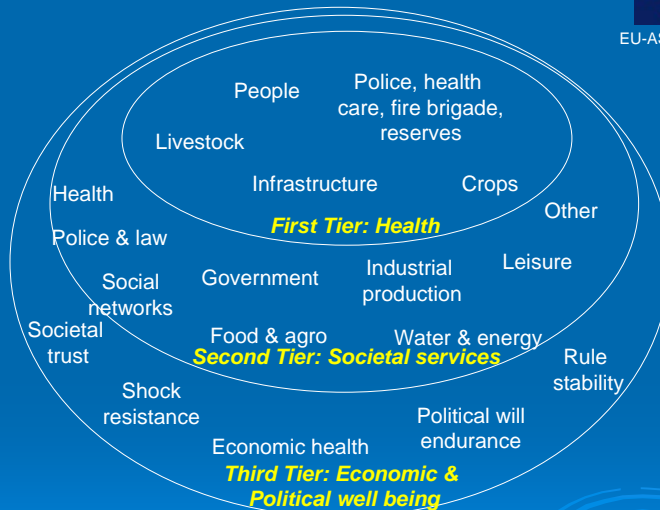 EU-AS
People
Police, health
care, fire brigade,
reserves
Livestock
Infrastructure
Crops
First Tier: Health
Health
Other
Police & law
Social
networks
Government
Industrial
production
Leisure
Food & agro
Water & energy
Second Tier: Societal services
Societal
trust
Rule
stability
Shock
resistance
Political will
endurance
Economic health
Third Tier: Economic &
Political well being